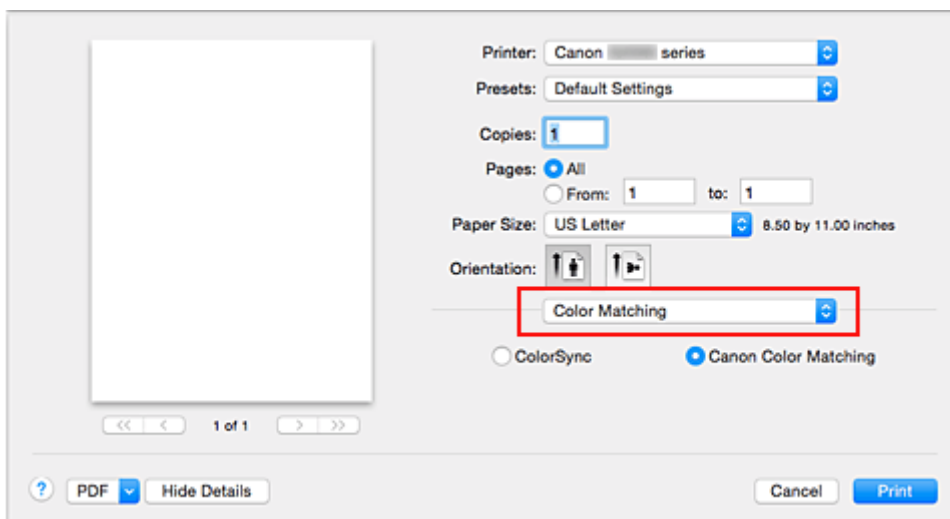 Printer: Canon series
Presets: Default Settings
Copies: 1
Pages: All
From: 1 to: 1
Paper Size: US Letter 8.50 by 11.00 inches
Orientation:
Color Matching
ColorSync Canon Color Matching
<< < 1 of 1 > >>
? PDF Hide Details Cancel Print